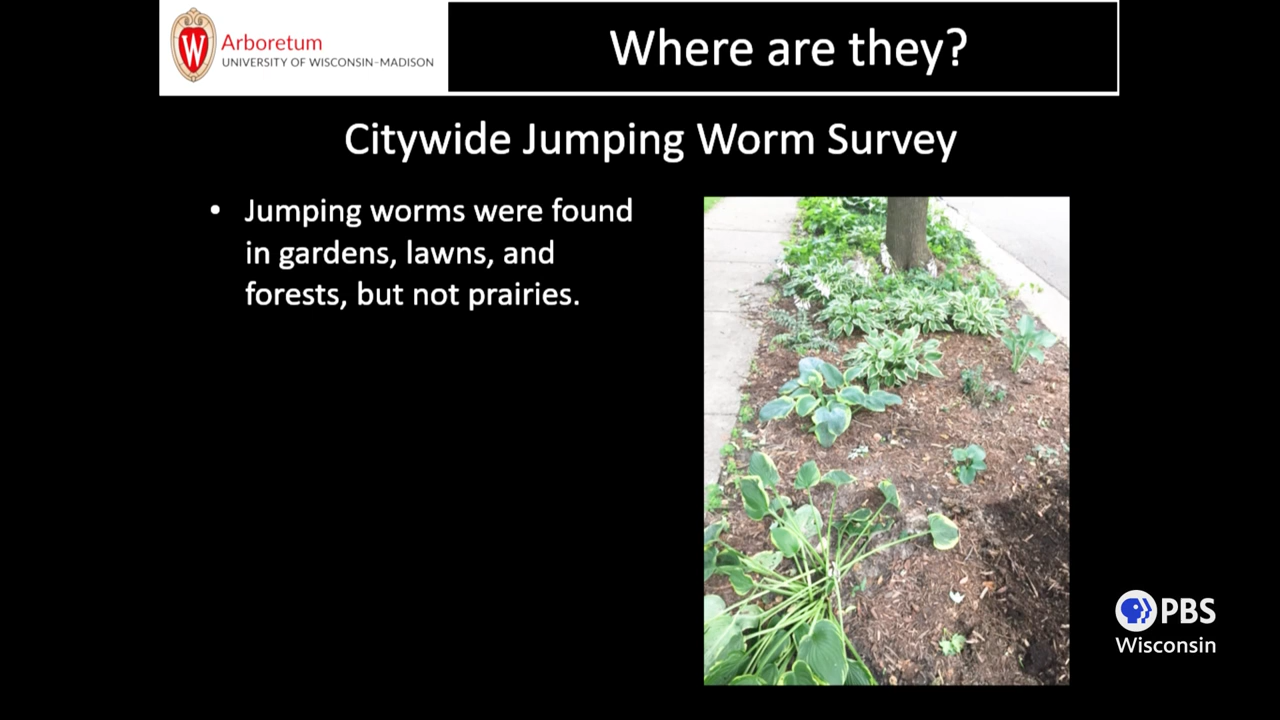 W Arboretum
UNIVERSITY OF WISCONSIN–MADISON
Where are they?
Citywide Jumping Worm Survey
• Jumping worms were found
in gardens, lawns, and
forests, but not prairies.
PBS
Wisconsin